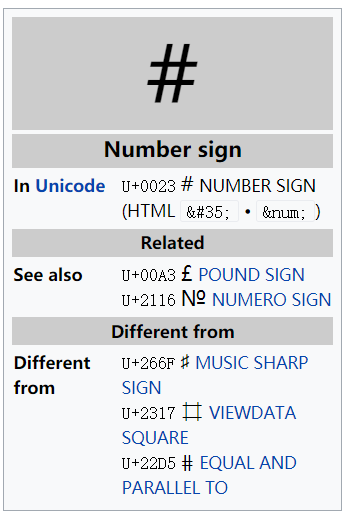 #
Number sign
In Unicode U+0023 # NUMBER SIGN
(HTML &#35; • &num; )
Related
See also U+00A3 £ POUND SIGN
U+2116 № NUMERO SIGN
Different from
Different U+266F ♯ MUSIC SHARP
from SIGN
U+2317 ⌗ VIEWDATA
SQUARE
U+22D5 ⋕ EQUAL AND
PARALLEL TO